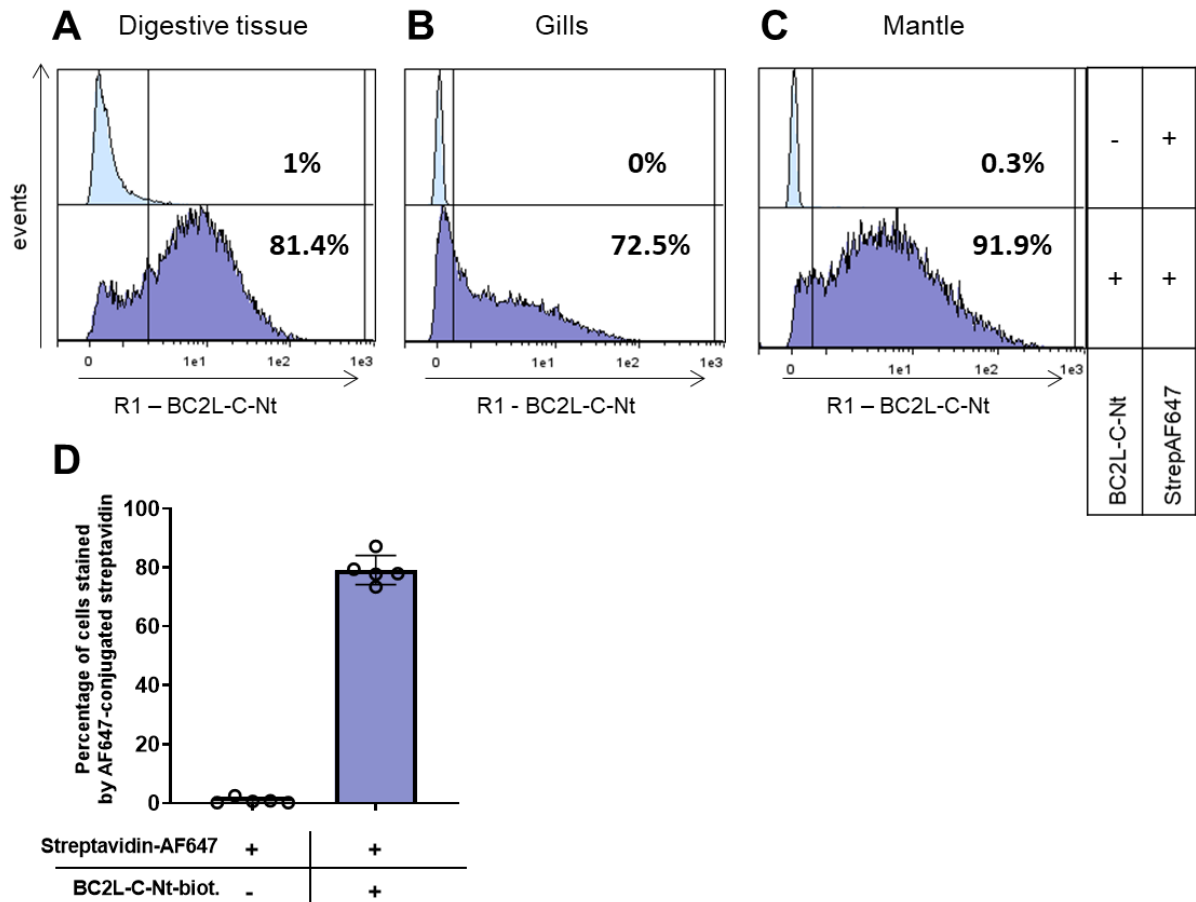 A Digestive tissue
B Gills
C Mantle
1%
0%
0.3%
- +
events
81.4%
72.5%
91.9%
+ +
0 1e1 1e2 1e3
0 1e1 1e2 1e3
0 1e1 1e2 1e3
R1 – BC2L-C-Nt
R1 - BC2L-C-Nt
R1 – BC2L-C-Nt
BC2L-C-Nt
StrepAF647
D
Percentage of cells stained
by AF647-conjugated streptavidin
100
80
60
40
20
0
Streptavidin-AF647 + +
BC2L-C-Nt-biot. - +